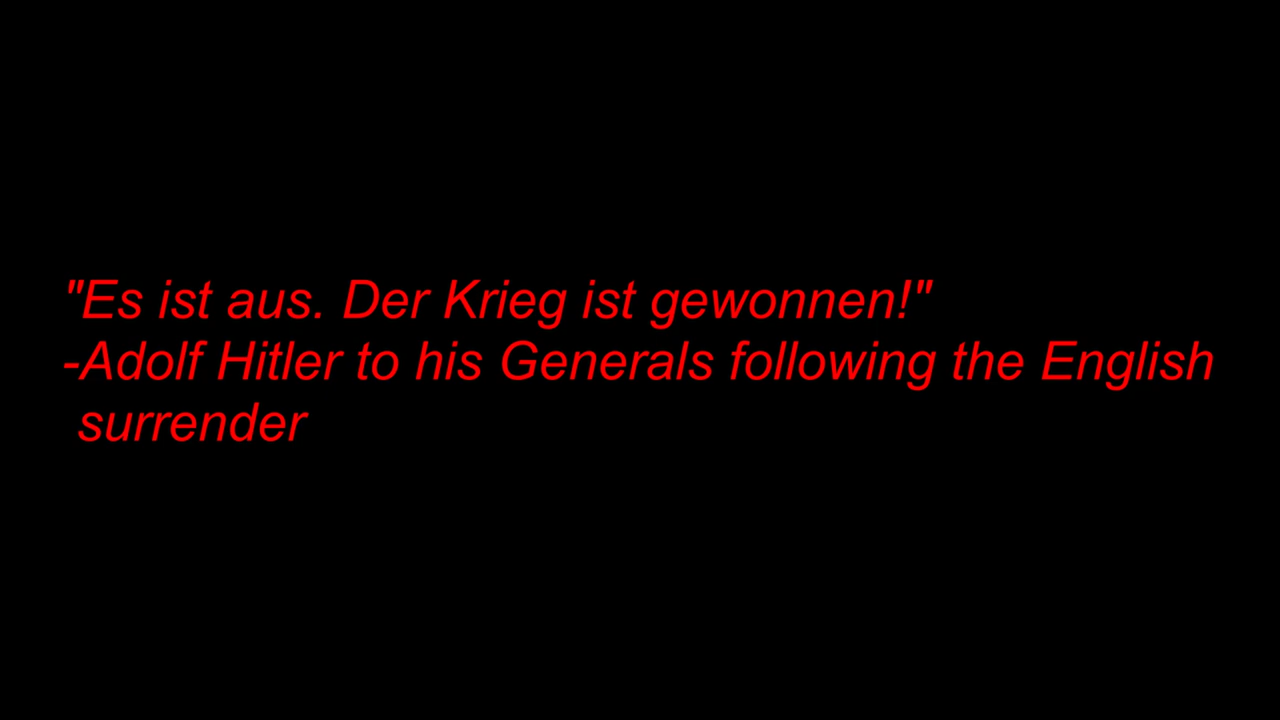 "Es ist aus. Der Krieg ist gewonnen!"
-Adolf Hitler to his Generals following the English
surrender